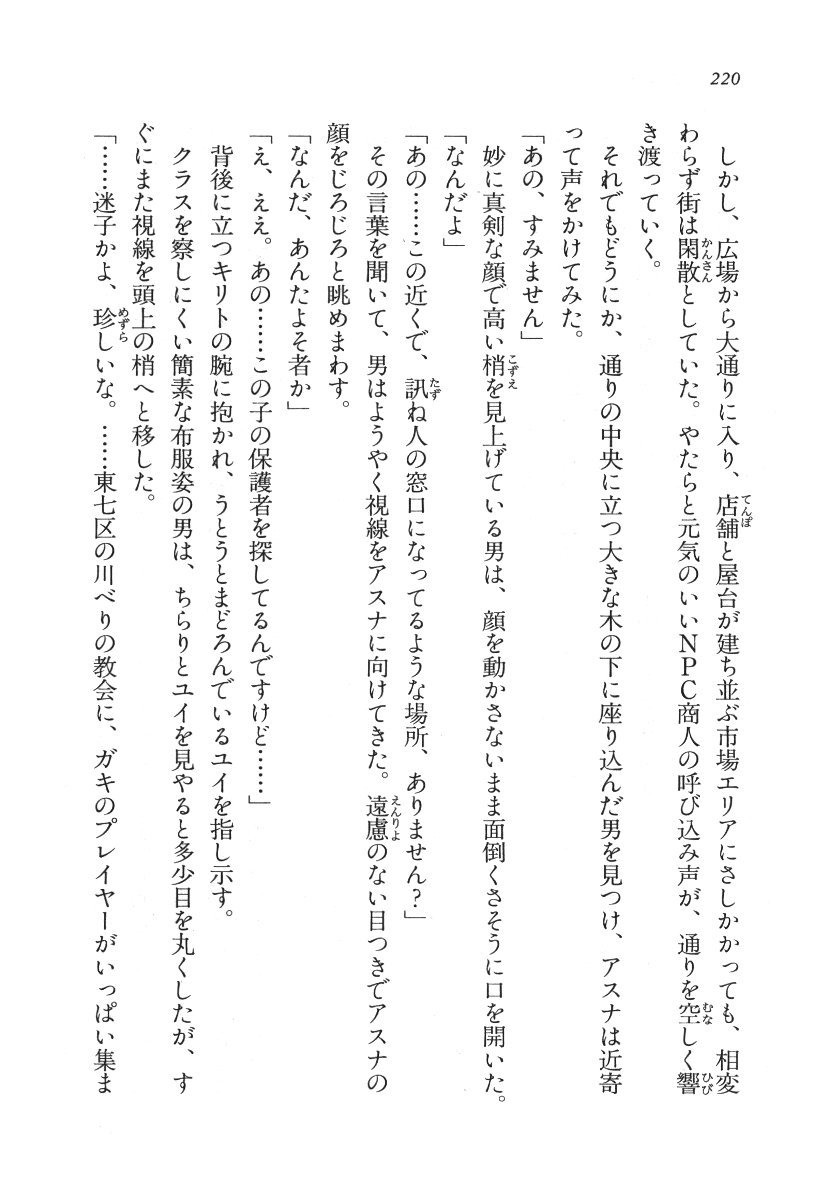 220
しかし、広場から大通りに入り、店舗と屋台が建ち並ぶ市場エリアにさしかかっても、相変
わらず街は閑散としていた。やたらと元気のいいNPC商人の呼び込み声が、通りを空しく響
き渡っていく。
それでもどうにか、通りの中央に立つ大きな木の下に座り込んだ男を見つけ、アスナは近寄
って声をかけてみた。
「あの、すみません」
妙に真剣な顔で高い梢を見上げている男は、顔を動かさないまま面倒くさそうに口を開いた。
「なんだよ」
「あの……この近くで、訊ね人の窓口になってるような場所、ありません?」
その言葉を聞いて、男はようやく視線をアスナに向けてきた。遠慮のない目つきでアスナの
顔をじろじろと眺めまわす。
「なんだ、あんたよそ者か」
「え、ええ。あの……この子の保護者を探してるんですけど……」
背後に立つキリトの腕に抱かれ、うとうとまどろんでいるユイを指し示す。
クラスを察しにくい簡素な布服姿の男は、ちらりとユイを見やると多少目を丸くしたが、す
ぐにまた視線を頭上の梢へと移した。
「……迷子かよ、珍しいな。……東七区の川べりの教会に、ガキのプレイヤーがいっぱい集ま